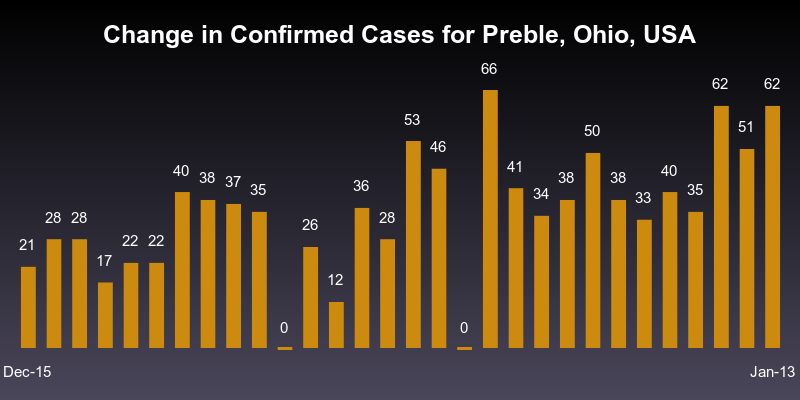 Change in Confirmed Cases for Preble, Ohio, USA
21 28 28 17 22 22 40 38 37 35 0 26 12 36 28 53 46 0 66 41 34 38 50 38 33 40 35 62 51 62
Dec-15 Jan-13